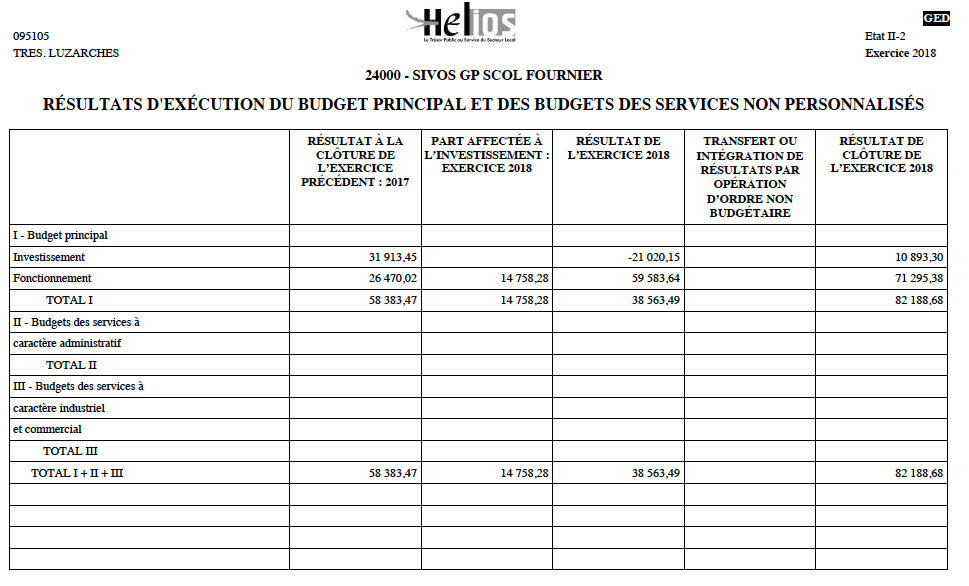 Helios
Le Trésor Public au Service du Secteur Local
GED
095105
Etat II-2
TRES. LUZARCHES
Exercice 2018
24000 - SIVOS GP SCOL FOURNIER
RÉSULTATS D'EXÉCUTION DU BUDGET PRINCIPAL ET DES BUDGETS DES SERVICES NON PERSONNALISÉS
RÉSULTAT À LA
CLÔTURE DE
L'EXERCICE
PRÉCÉDENT : 2017
PART AFFECTÉE À
L'INVESTISSEMENT :
EXERCICE 2018
RÉSULTAT DE
L'EXERCICE 2018
TRANSFERT OU
INTÉGRATION DE
RÉSULTATS PAR
OPÉRATION
D'ORDRE NON
BUDGÉTAIRE
RÉSULTAT DE
CLÔTURE DE
L'EXERCICE 2018
I - Budget principal
Investissement 31 913,45 -21 020,15 10 893,30
Fonctionnement 26 470,02 14 758,28 59 583,64 71 295,38
TOTAL I 58 383,47 14 758,28 38 563,49 82 188,68
II - Budgets des services à
caractère administratif
TOTAL II
III - Budgets des services à
caractère industriel
et commercial
TOTAL III
TOTAL I + II + III 58 383,47 14 758,28 38 563,49 82 188,68